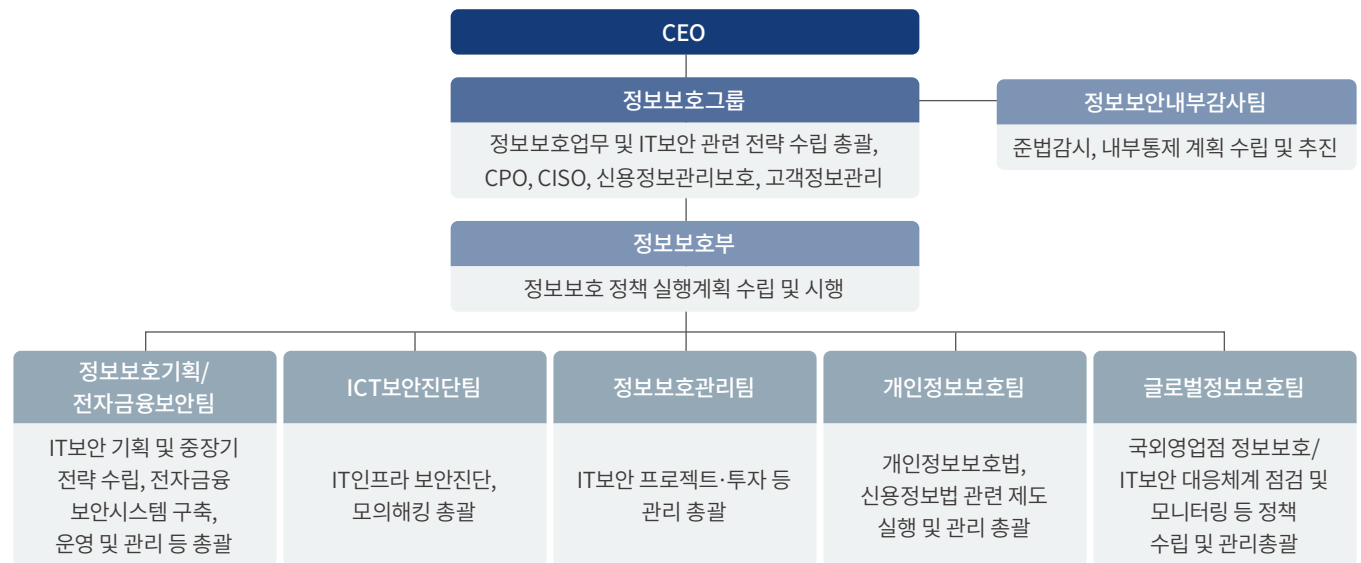 CEO
정보보호그룹
정보보호업무 및 IT보안 관련 전략 수립 총괄,
CPO, CISO, 신용정보관리보호, 고객정보관리
정보보안내부감사팀
준법감시, 내부통제 계획 수립 및 추진
정보보호부
정보보호 정책 실행계획 수립 및 시행
정보보호기획/
전자금융보안팀
IT보안 기획 및 중장기
전략 수립, 전자금융
보안시스템 구축,
운영 및 관리 등 총괄
ICT보안진단팀
IT인프라 보안진단,
모의해킹 총괄
정보보호관리팀
IT보안 프로젝트·투자 등
관리 총괄
개인정보보호팀
개인정보보호법,
신용정보법 관련 제도
실행 및 관리 총괄
글로벌정보보호팀
국외영업점 정보보호/
IT보안 대응체계 점검 및
모니터링 등 정책
수립 및 관리총괄